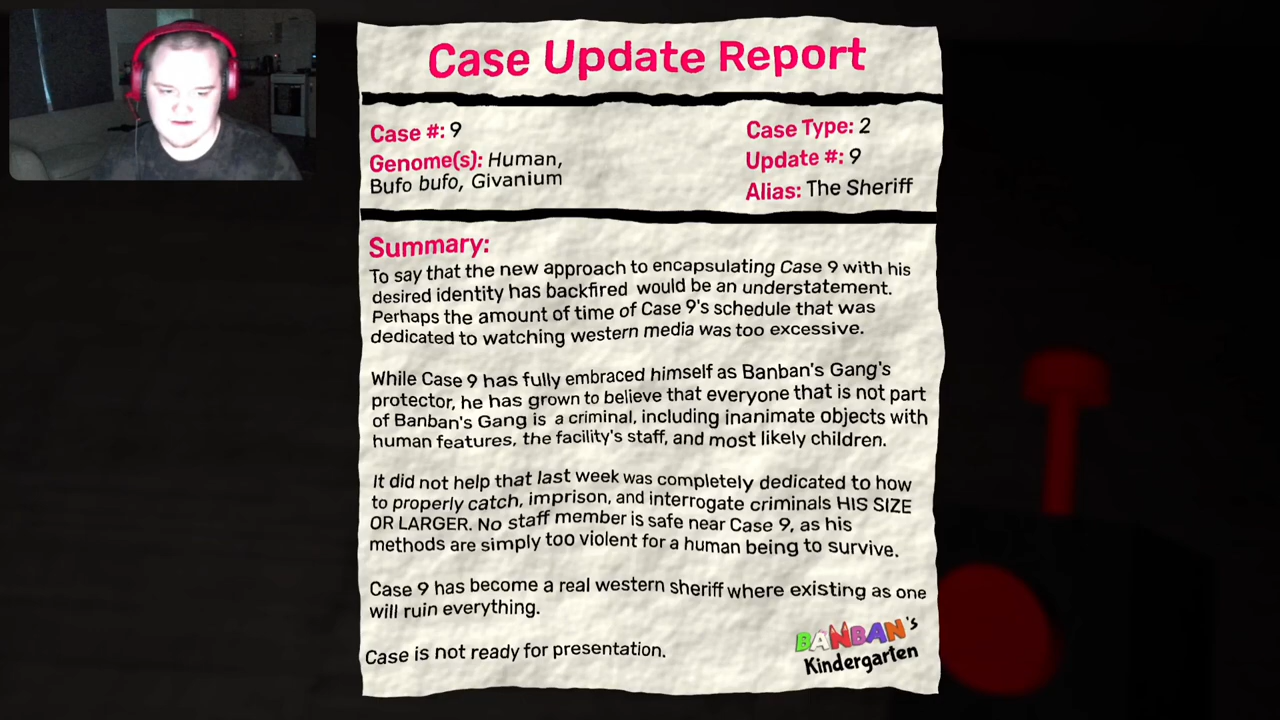 Case Update Report
Case #: 9
Case Type: 2
Genome(s): Human,
Bufo bufo, Givanium
Update #: 9
Alias: The Sheriff
Summary:
To say that the new approach to encapsulating Case 9 with his
desired identity has backfired would be an understatement.
Perhaps the amount of time of Case 9's schedule that was
dedicated to watching western media was too excessive.
While Case 9 has fully embraced himself as Banban's Gang's
protector, he has grown to believe that everyone that is not part
of Banban's Gang is a criminal, including inanimate objects with
human features, the facility's staff, and most likely children.
It did not help that last week was completely dedicated to how
to properly catch, imprison, and interrogate criminals HIS SIZE
OR LARGER. No staff member is safe near Case 9, as his
methods are simply too violent for a human being to survive.
Case 9 has become a real western sheriff where existing as one
will ruin everything.
Case is not ready for presentation.
BANBAN's
Kindergarten